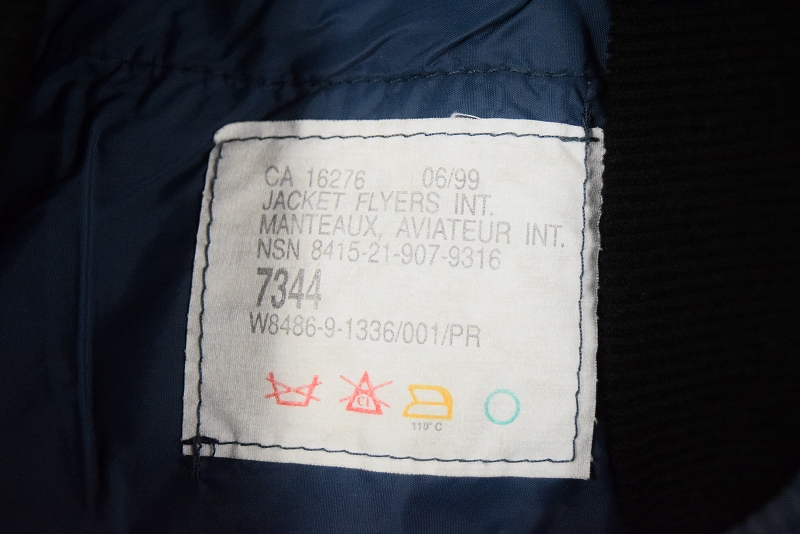 CA 16276 06/99
JACKET FLYERS INT.
MANTEAUX, AVIATEUR INT.
NSN 8415-21-907-9316
7344
W8486-9-1336/001/PR
Cl
110° C